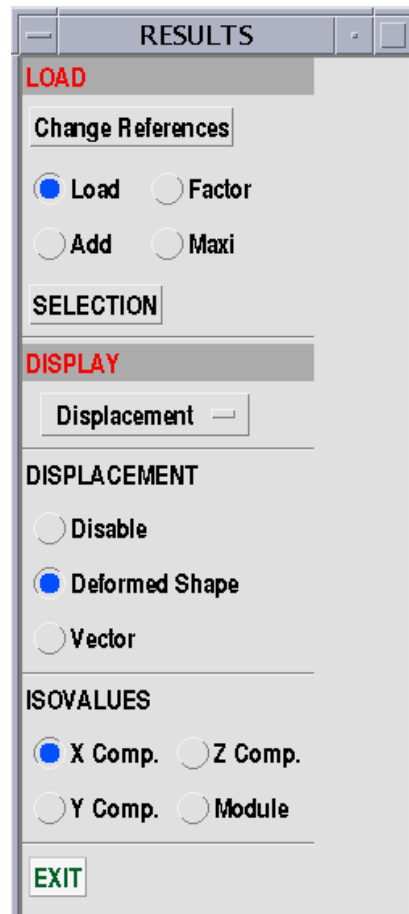 RESULTS
LOAD
Change References
Load Factor
Add Maxi
SELECTION
DISPLAY
Displacement
DISPLACEMENT
Disable
Deformed Shape
Vector
ISOVALUES
X Comp. Z Comp.
Y Comp. Module
EXIT